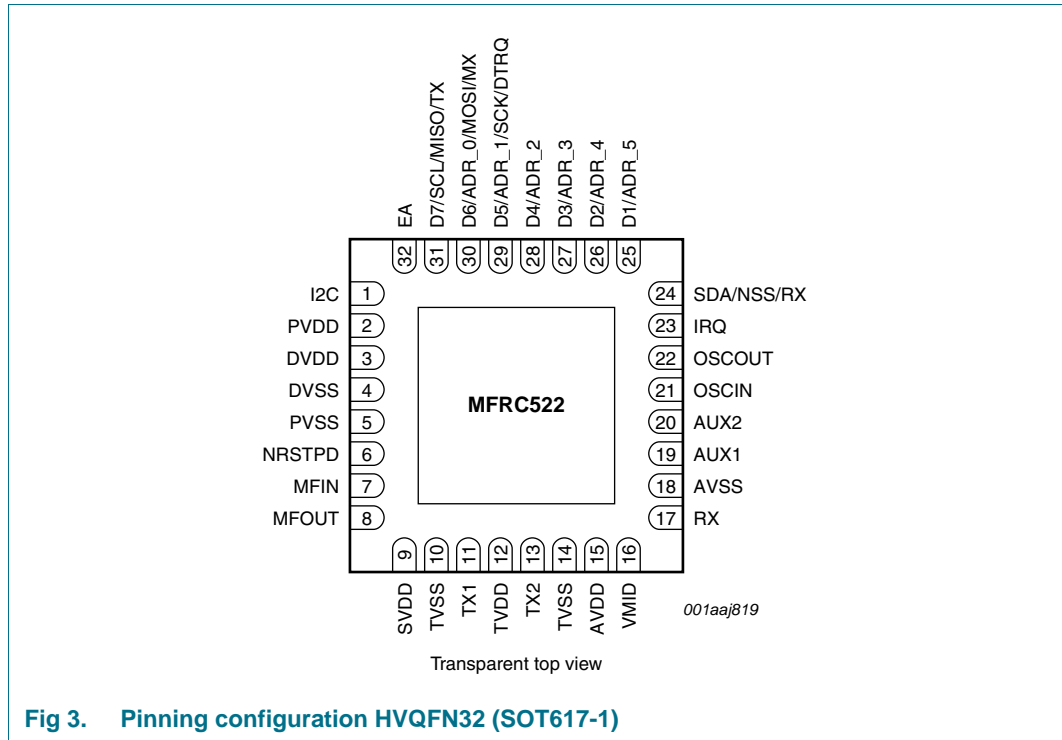 D7/SCL/MISO/TX
D6/ADR_0/MOSI/MX
D5/ADR_1/SCK/DTRQ
D4/ADR_2
D3/ADR_3
D2/ADR_4
D1/ADR_5
EA
32
31
30
29
28
27
26
25
I2C 1
PVDD 2
DVDD 3
DVSS 4
PVSS 5
NRSTPD 6
MFIN 7
MFOUT 8
MFRC522
24 SDA/NSS/RX
23 IRQ
22 OSCOUT
21 OSCIN
20 AUX2
19 AUX1
18 AVSS
17 RX
9
10
11
12
13
14
15
16
SVDD
TVSS
TX1
TVDD
TX2
TVSS
AVDD
VMID
001aaj819
Transparent top view
Fig 3. Pinning configuration HVQFN32 (SOT617-1)